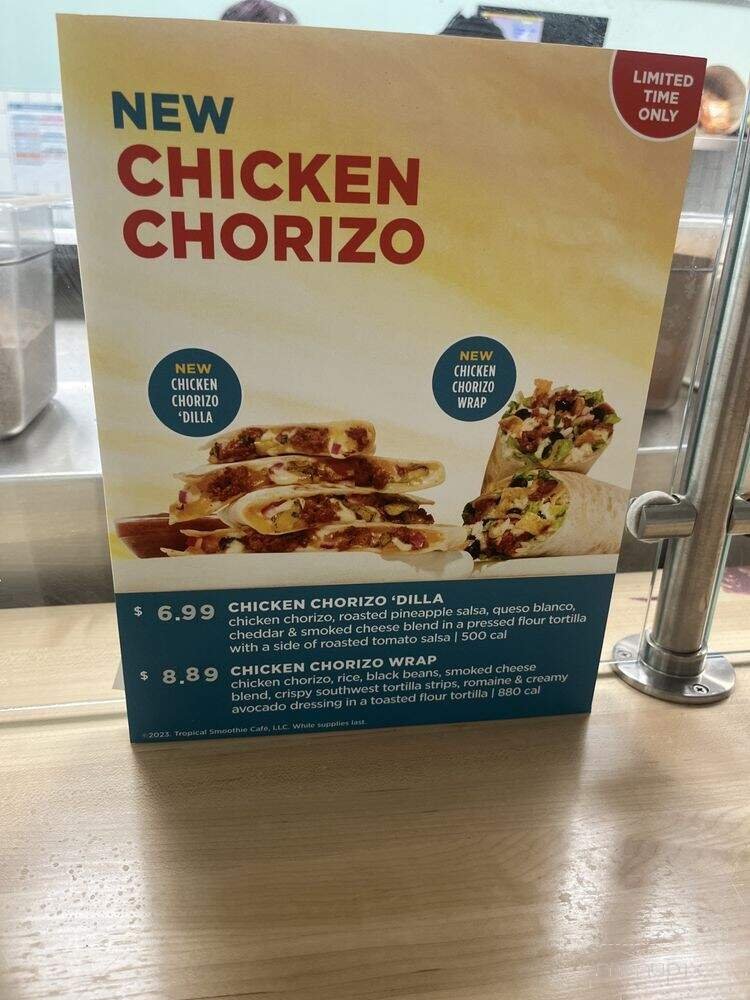 LIMITED
TIME
ONLY
NEW
CHICKEN
CHORIZO
NEW
CHICKEN
CHORIZO
'DILLA
NEW
CHICKEN
CHORIZO
WRAP
$ 6.99 CHICKEN CHORIZO 'DILLA
chicken chorizo, roasted pineapple salsa, queso blanco,
cheddar & smoked cheese blend in a pressed flour tortilla
with a side of roasted tomato salsa | 500 cal
$ 8.89 CHICKEN CHORIZO WRAP
chicken chorizo, rice, black beans, smoked cheese
blend, crispy southwest tortilla strips, romaine & creamy
avocado dressing in a toasted flour tortilla | 880 cal
©2023. Tropical Smoothie Cafe, LLC. While supplies last.